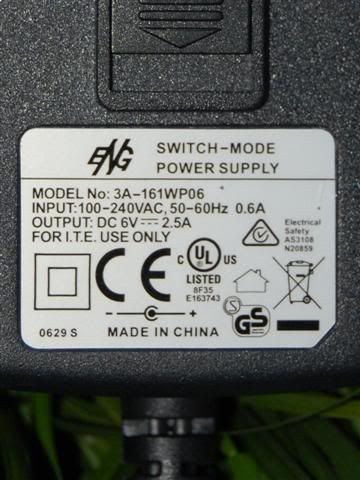 ENG
SWITCH-MODE
POWER SUPPLY
MODEL No: 3A-161WP06
INPUT:100-240VAC, 50-60Hz 0.6A
OUTPUT: DC 6V⎓2.5A
FOR I.T.E. USE ONLY
Electrical
Safety
AS3108
N20859
CE
C UL US
LISTED
8F35
E163743
GS
- +
0629 S
MADE IN CHINA